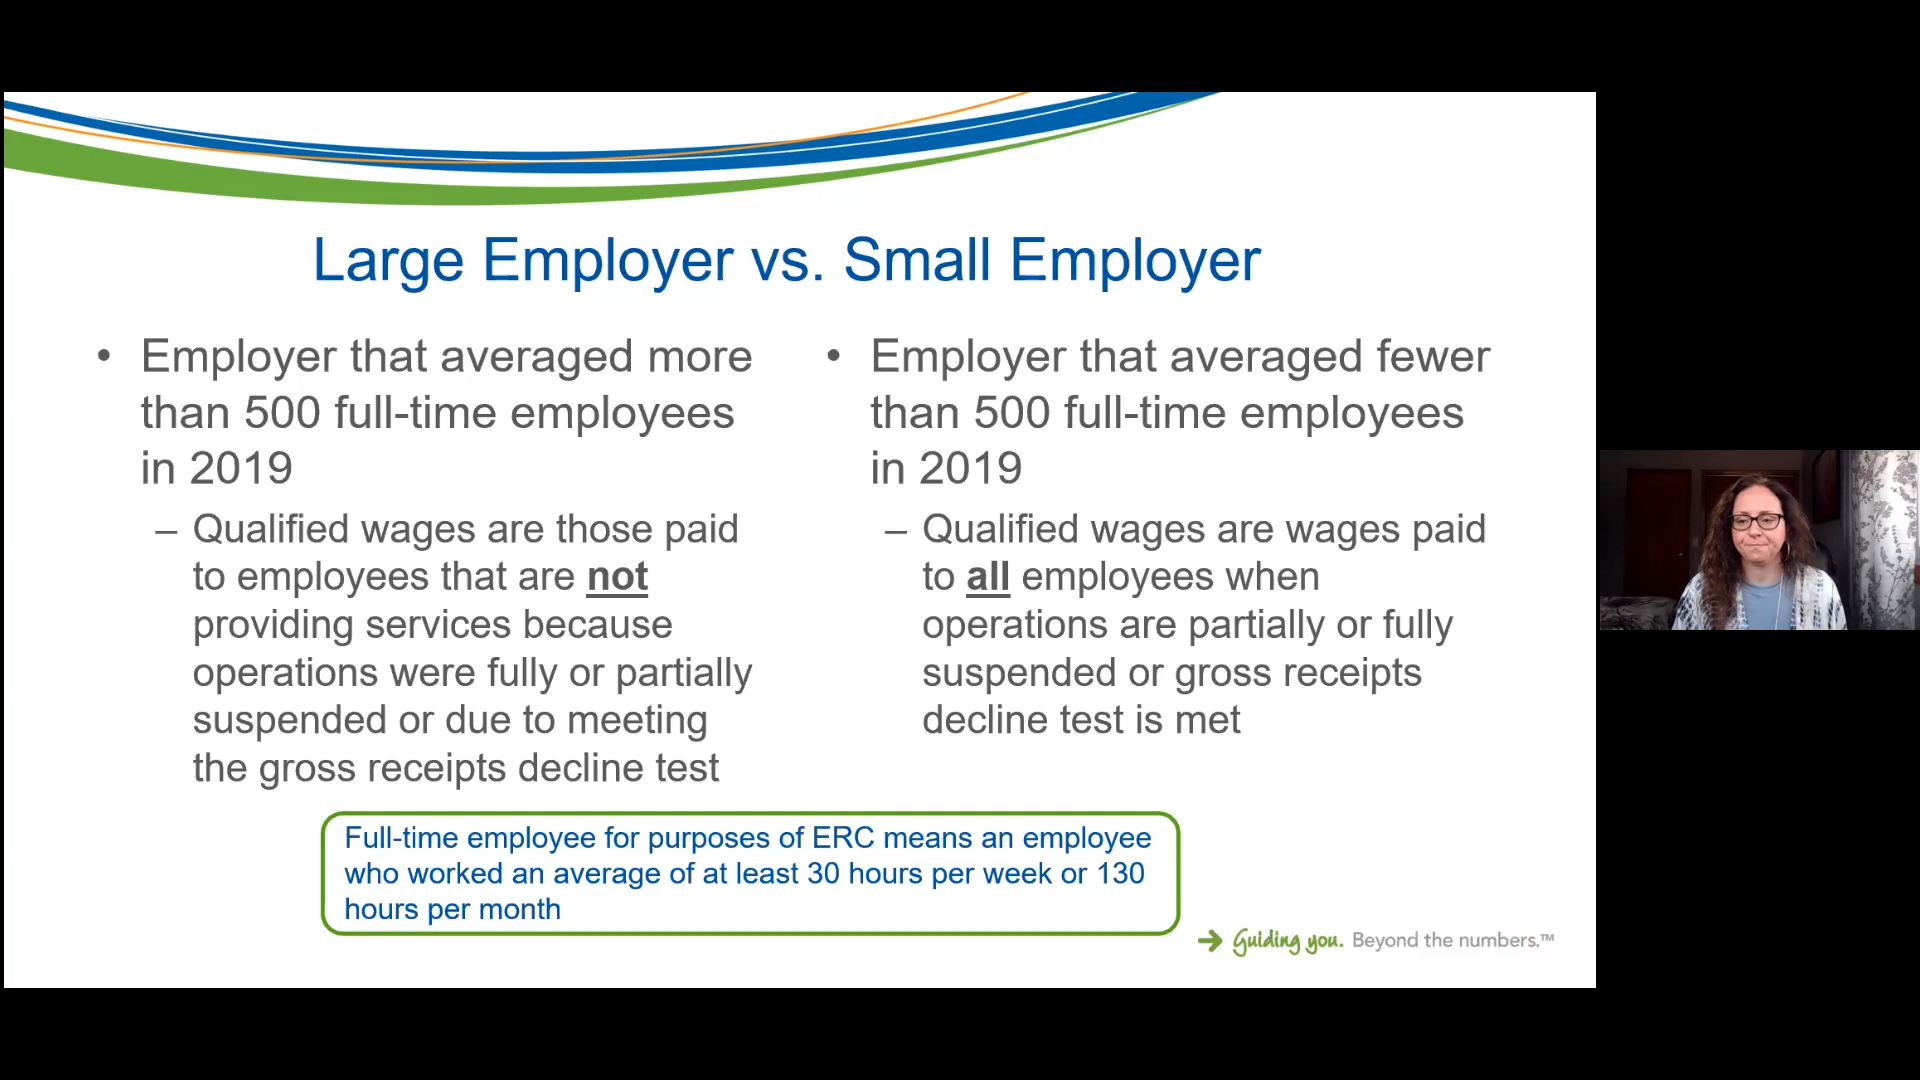 Large Employer vs. Small Employer
• Employer that averaged more
than 500 full-time employees
in 2019
– Qualified wages are those paid
to employees that are not
providing services because
operations were fully or partially
suspended or due to meeting
the gross receipts decline test
• Employer that averaged fewer
than 500 full-time employees
in 2019
– Qualified wages are wages paid
to all employees when
operations are partially or fully
suspended or gross receipts
decline test is met
Full-time employee for purposes of ERC means an employee
who worked an average of at least 30 hours per week or 130
hours per month
Guiding you. Beyond the numbers.™